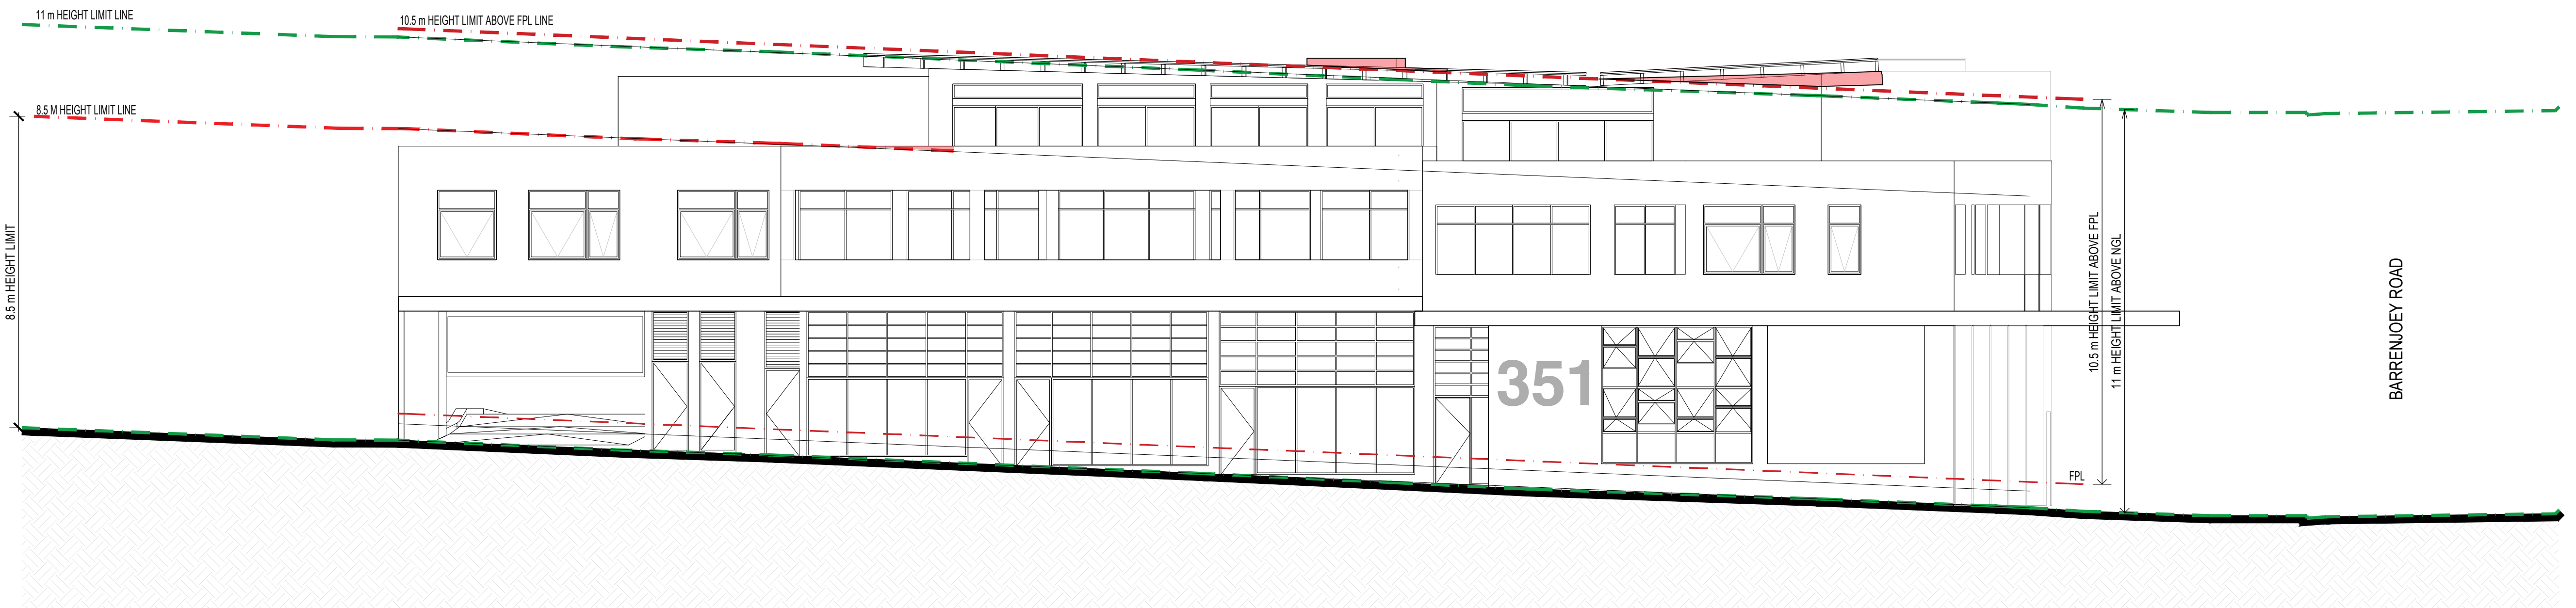 11 m HEIGHT LIMIT LINE
10.5 m HEIGHT LIMIT ABOVE FPL LINE
8.5 M HEIGHT LIMIT LINE
8.5 m HEIGHT LIMIT
351
FPL
10.5 m HEIGHT LIMIT ABOVE FPL
11 m HEIGHT LIMIT ABOVE NGL
BARRENJOEY ROAD